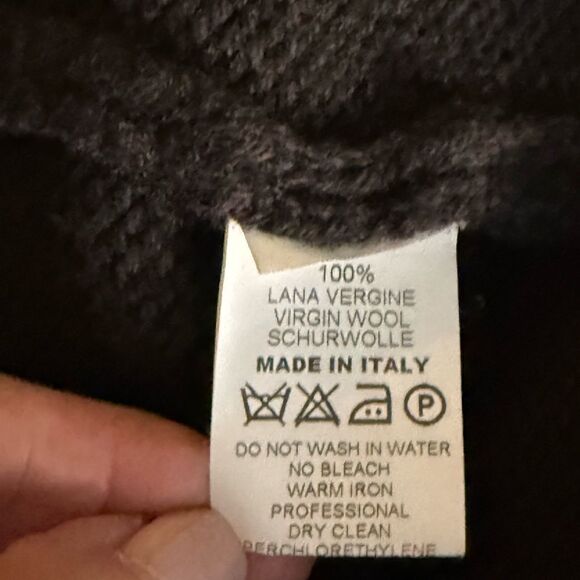 100%
LANA VERGINE
VIRGIN WOOL
SCHURWOLLE
MADE IN ITALY
P
DO NOT WASH IN WATER
NO BLEACH
WARM IRON
PROFESSIONAL
DRY CLEAN
PERCHLORETHYLENE